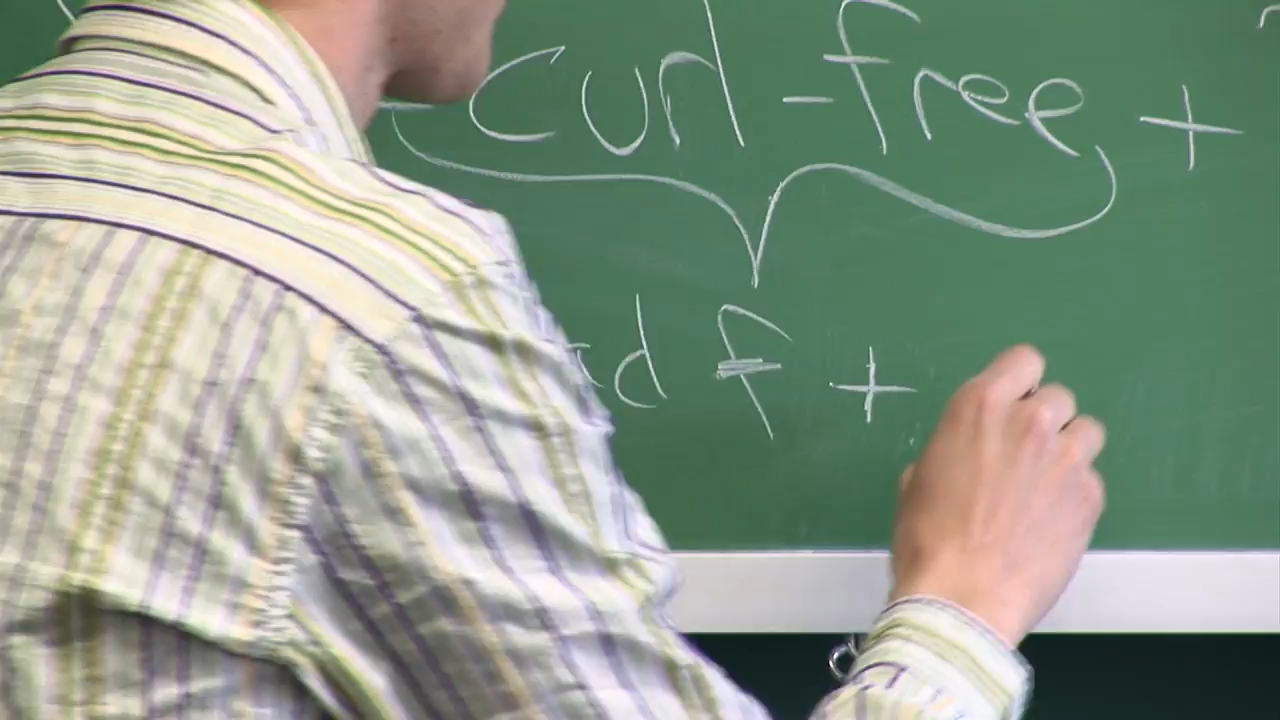 curl-free +
d f +